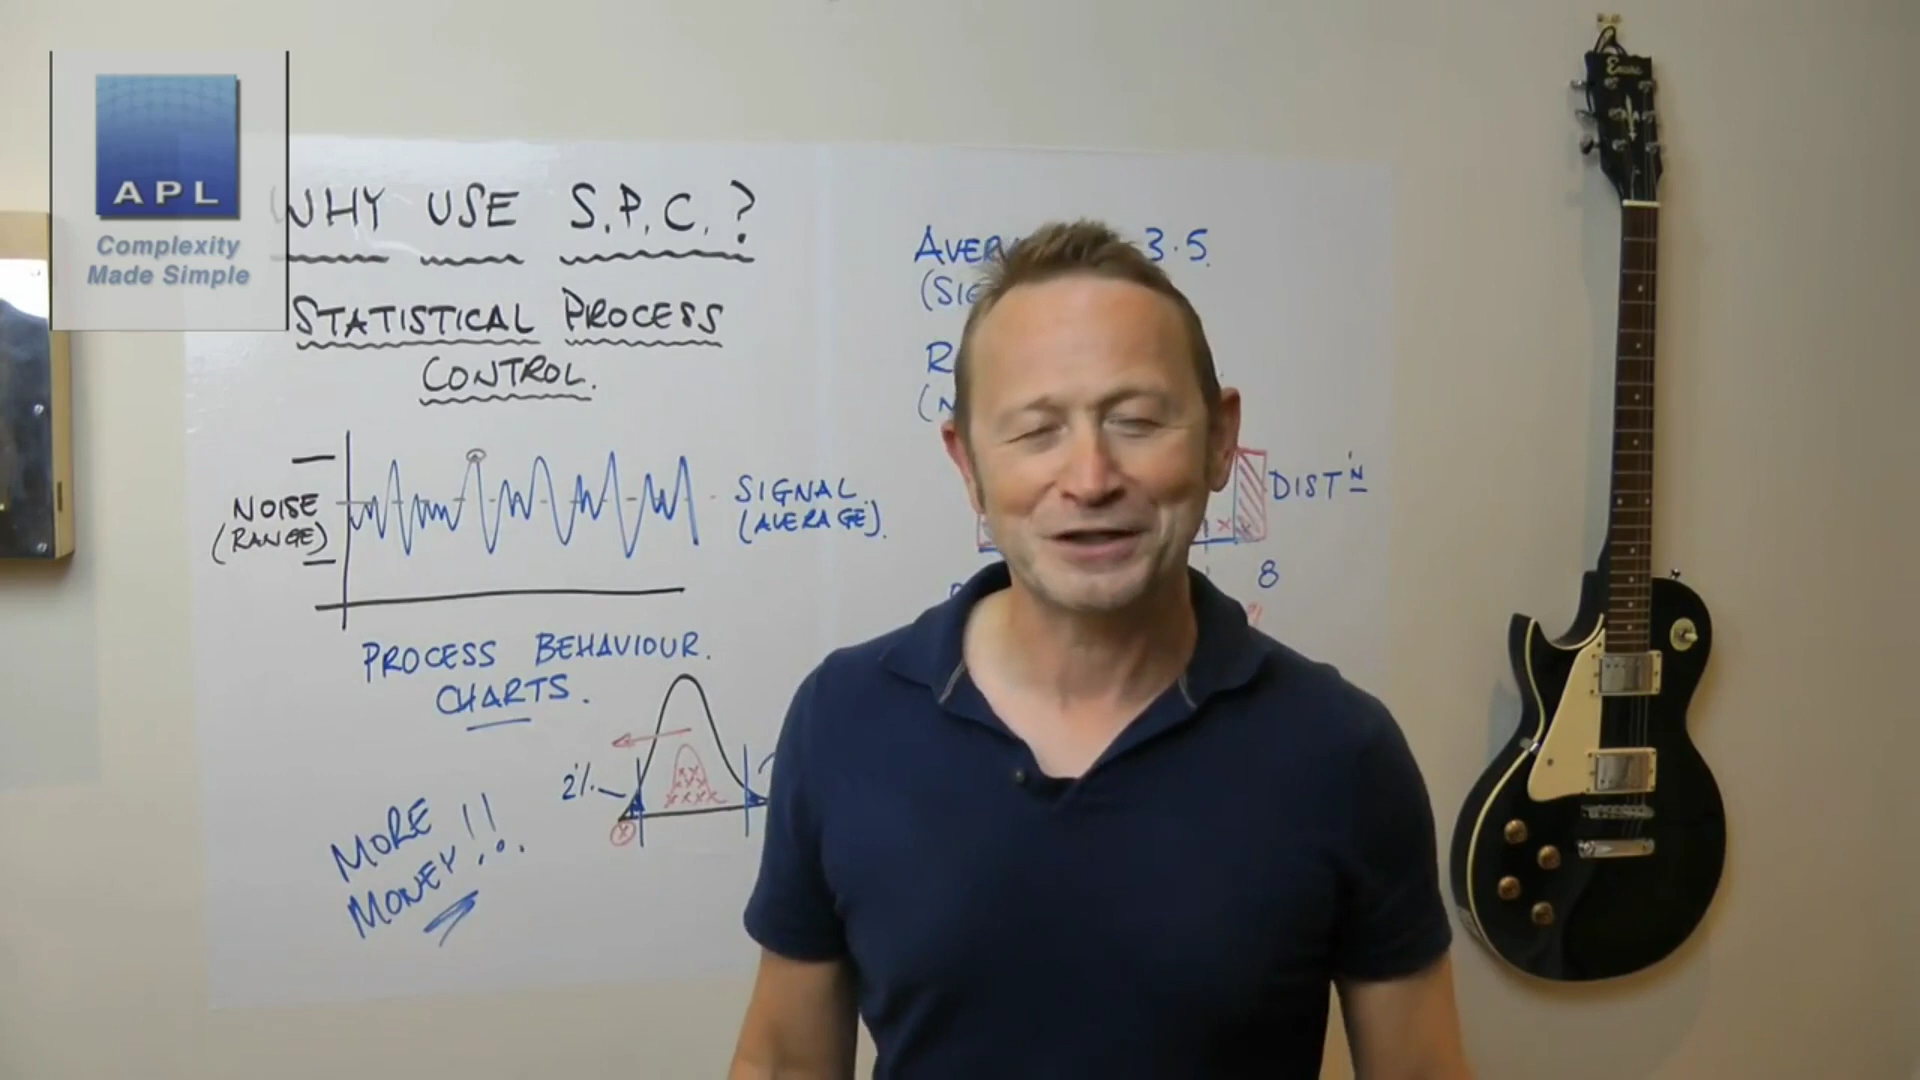 APL
Complexity
Made Simple
WHY USE S.P.C.?
STATISTICAL PROCESS
CONTROL.
NOISE
(RANGE)
SIGNAL
(AVERAGE).
PROCESS BEHAVIOUR.
CHARTS.
2%
MORE
MONEY!!
3.5
DIST'N
8